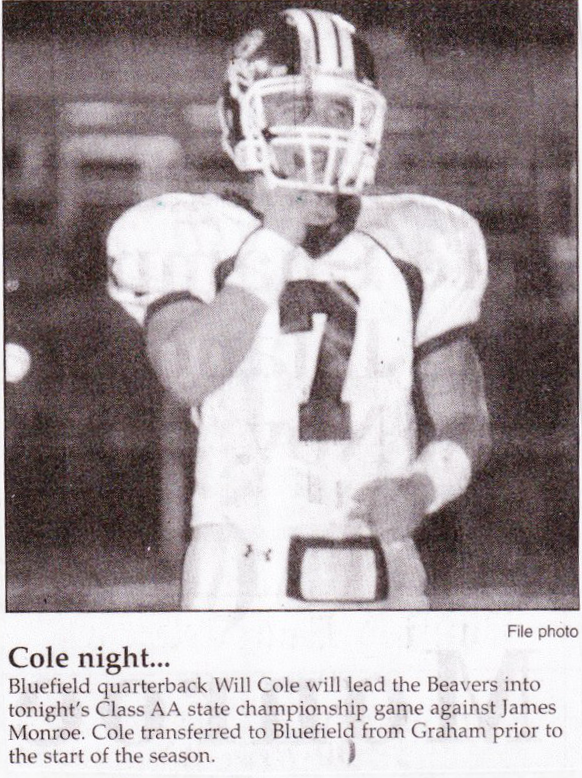 7
File photo
Cole night...
Bluefield quarterback Will Cole will lead the Beavers into
tonight's Class AA state championship game against James
Monroe. Cole transferred to Bluefield from Graham prior to
the start of the season.